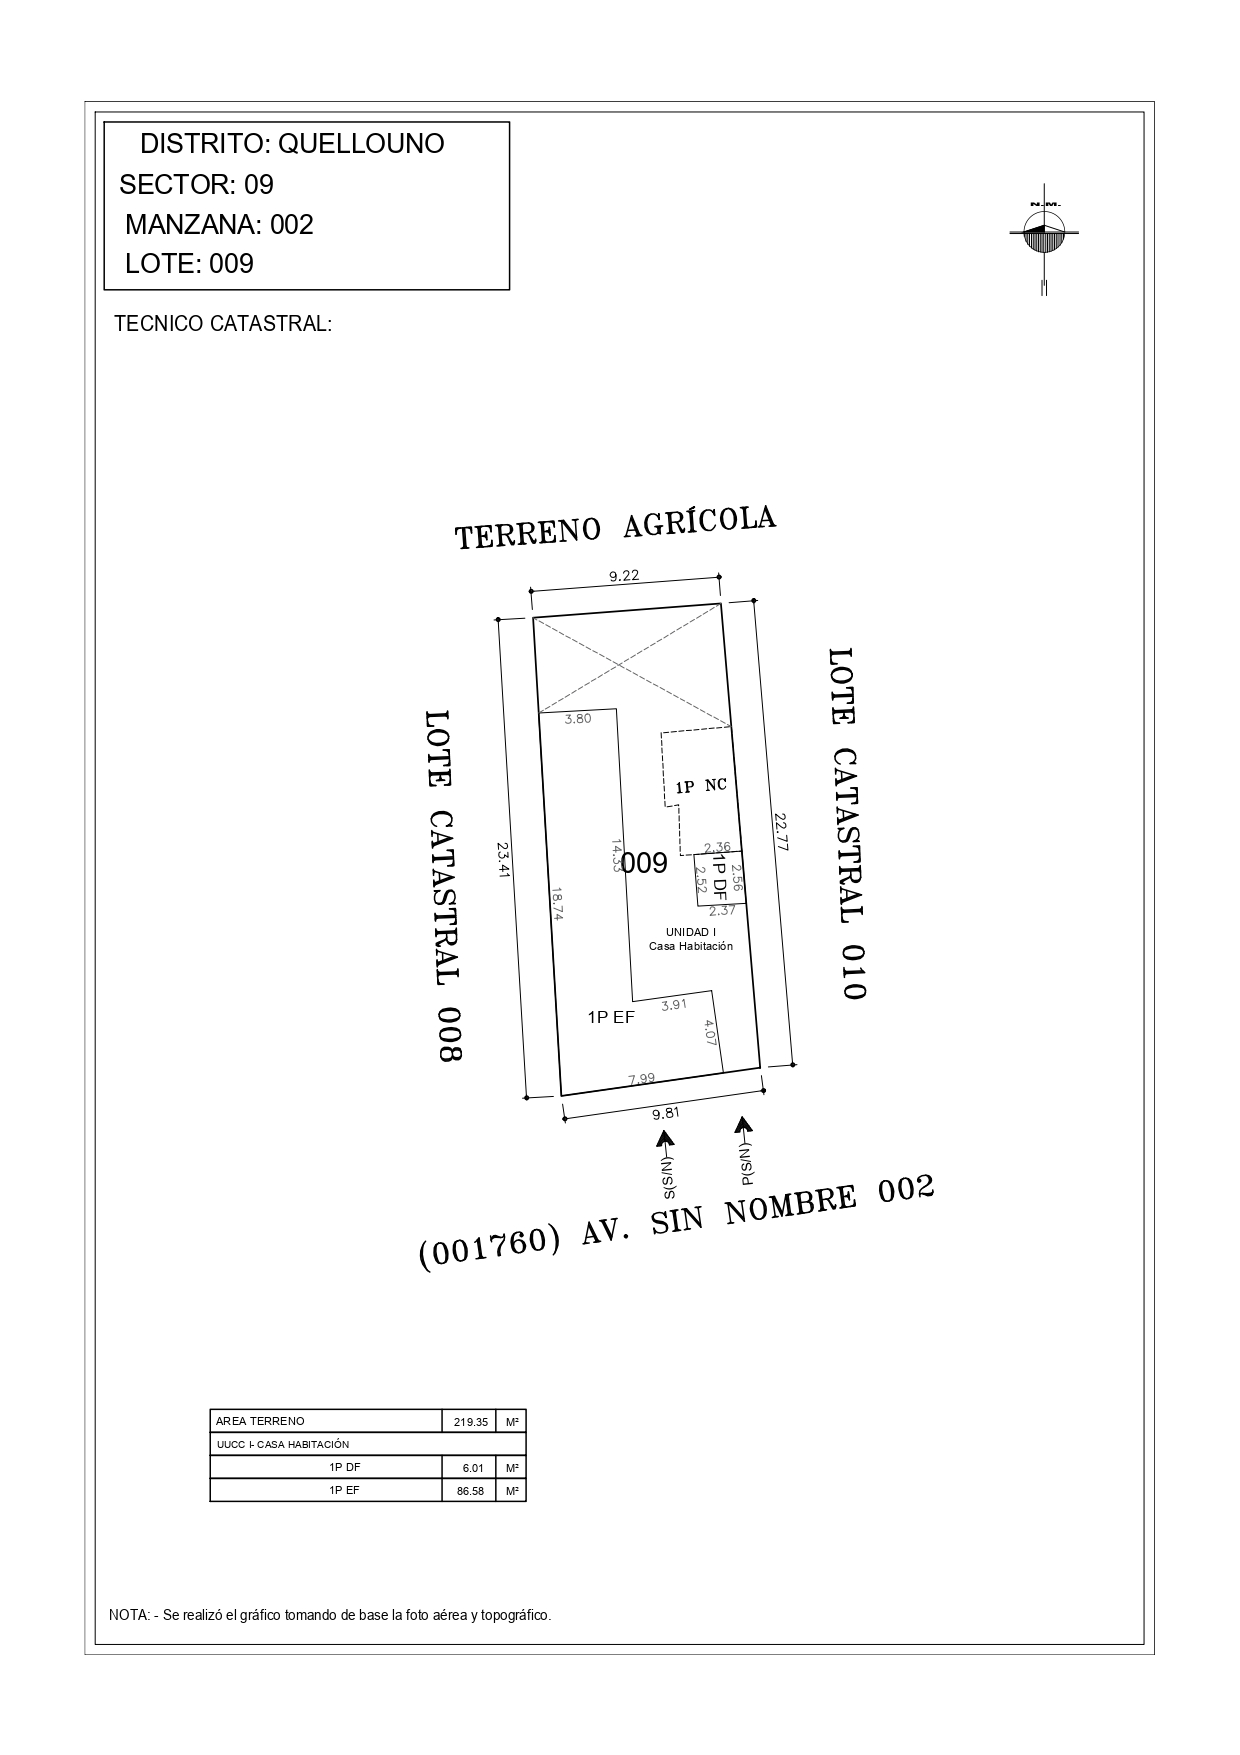 DISTRITO: QUELLOUNO
SECTOR: 09
MANZANA: 002
LOTE: 009
N.M.
TECNICO CATASTRAL:
TERRENO AGRÍCOLA
9.22
LOTE CATASTRAL 008
23.41
3.80
14.33
18.74
009
1P NC
2.36
1P DF
2.52
2.56
2.37
UNIDAD I
Casa Habitación
22.77
LOTE CATASTRAL 010
1P EF
3.91
4.07
7.99
9.81
S(S/N)
P(S/N)
(001760) AV. SIN NOMBRE 002
AREA TERRENO 219.35 M²
UUCC I- CASA HABITACIÓN
1P DF 6.01 M²
1P EF 86.58 M²
NOTA: - Se realizó el gráfico tomando de base la foto aérea y topográfico.